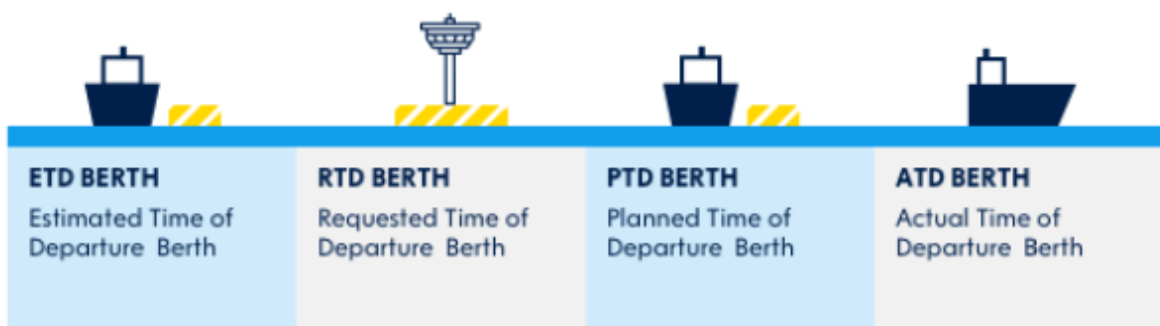 ETD BERTH
Estimated Time of
Departure Berth
RTD BERTH
Requested Time of
Departure Berth
PTD BERTH
Planned Time of
Departure Berth
ATD BERTH
Actual Time of
Departure Berth